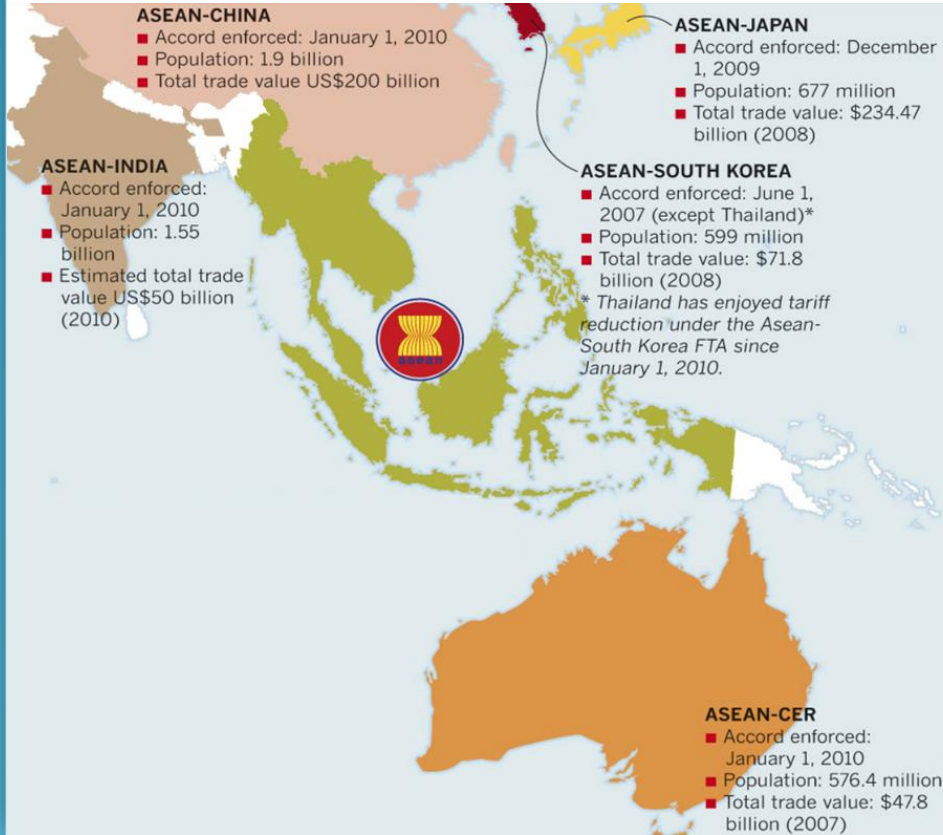 ASEAN-CHINA
■ Accord enforced: January 1, 2010
■ Population: 1.9 billion
■ Total trade value US$200 billion
ASEAN-JAPAN
■ Accord enforced: December
1, 2009
■ Population: 677 million
■ Total trade value: $234.47
billion (2008)
ASEAN-INDIA
■ Accord enforced:
January 1, 2010
■ Population: 1.55
billion
■ Estimated total trade
value US$50 billion
(2010)
ASEAN-SOUTH KOREA
■ Accord enforced: June 1,
2007 (except Thailand)*
■ Population: 599 million
■ Total trade value: $71.8
billion (2008)
* Thailand has enjoyed tariff
reduction under the Asean-
South Korea FTA since
January 1, 2010.
asean
ASEAN-CER
■ Accord enforced:
January 1, 2010
■ Population: 576.4 million
■ Total trade value: $47.8
billion (2007)